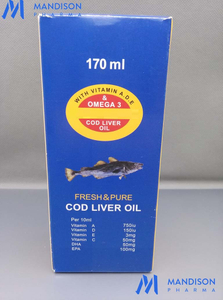 MANDISON
PHARMA
170 ml
WITH VITAMIN A.D.E
&
OMEGA 3
COD LIVER
OIL
FRESH&PURE
COD LIVER OIL
Per 10ml
Vitamin A 750iu
Vitamin D 150iu
Vitamin E 3mg
Vitamin C 60mg
DHA 50mg
EPA 100mg
MANDISON
PHARMA